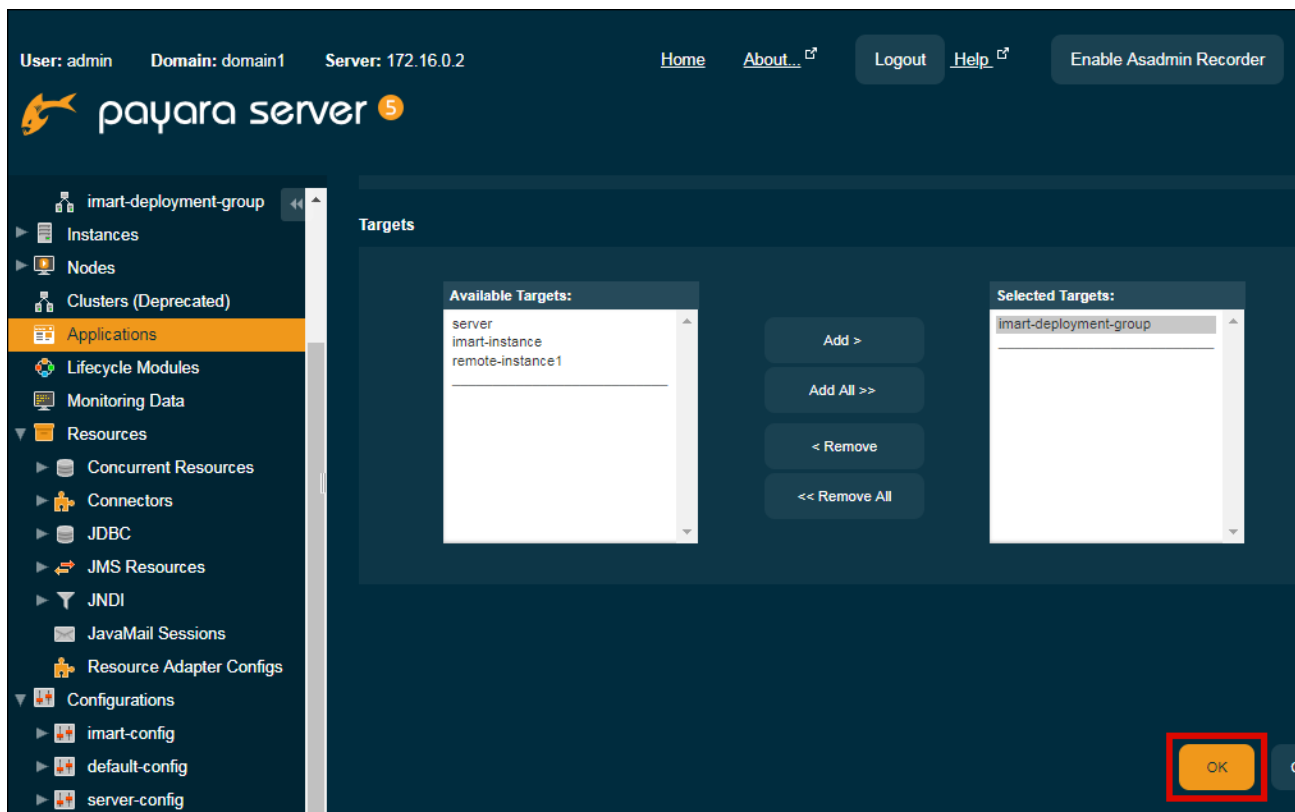 User: admin Domain: domain1 Server: 172.16.0.2 Home About... Logout Help Enable Asadmin Recorder
payara server 5
imart-deployment-group
Instances
Nodes
Clusters (Deprecated)
Applications
Lifecycle Modules
Monitoring Data
Resources
Concurrent Resources
Connectors
JDBC
JMS Resources
JNDI
JavaMail Sessions
Resource Adapter Configs
Configurations
imart-config
default-config
server-config
Targets
Available Targets:
server
imart-instance
remote-instance1
Add >
Add All >>
< Remove
<< Remove All
Selected Targets:
imart-deployment-group
OK